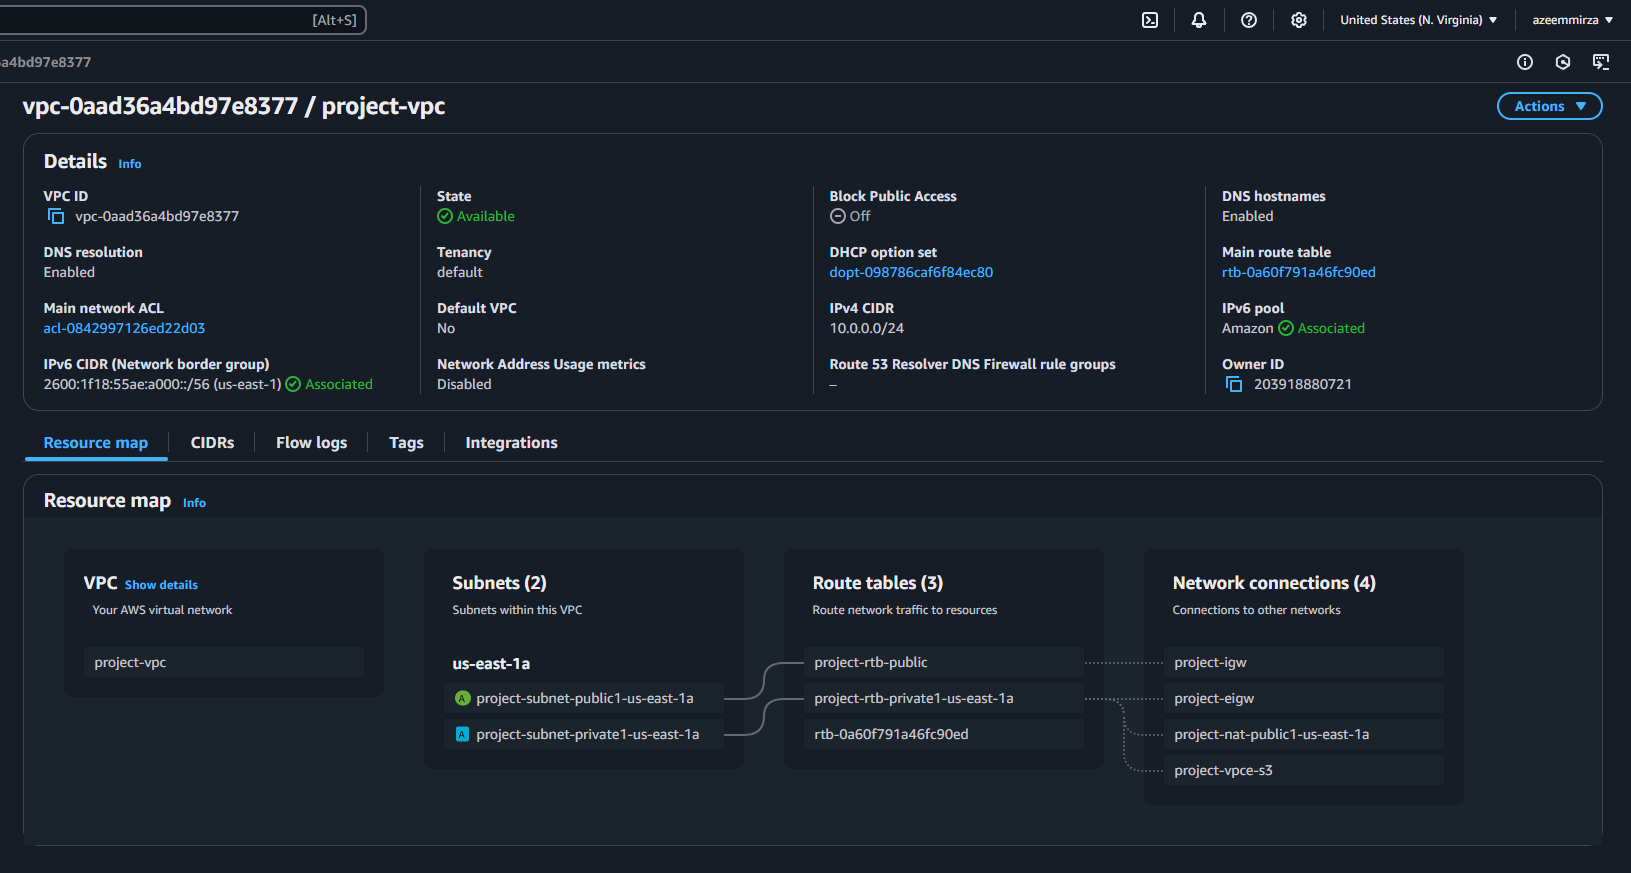 [Alt+S]
United States (N. Virginia)
azeemmirza
a4bd97e8377
vpc-0aad36a4bd97e8377 / project-vpc
Actions
Details Info
VPC ID
vpc-0aad36a4bd97e8377
State
Available
Block Public Access
Off
DNS hostnames
Enabled
DNS resolution
Enabled
Tenancy
default
DHCP option set
dopt-098786caf6f84ec80
Main route table
rtb-0a60f791a46fc90ed
Main network ACL
acl-0842997126ed22d03
Default VPC
No
IPv4 CIDR
10.0.0.0/24
IPv6 pool
Amazon Associated
IPv6 CIDR (Network border group)
2600:1f18:55ae:a000::/56 (us-east-1) Associated
Network Address Usage metrics
Disabled
Route 53 Resolver DNS Firewall rule groups
–
Owner ID
203918880721
Resource map
CIDRs
Flow logs
Tags
Integrations
Resource map Info
VPC Show details
Your AWS virtual network
project-vpc
Subnets (2)
Subnets within this VPC
us-east-1a
A project-subnet-public1-us-east-1a
A project-subnet-private1-us-east-1a
Route tables (3)
Route network traffic to resources
project-rtb-public
project-rtb-private1-us-east-1a
rtb-0a60f791a46fc90ed
Network connections (4)
Connections to other networks
project-igw
project-eigw
project-nat-public1-us-east-1a
project-vpce-s3